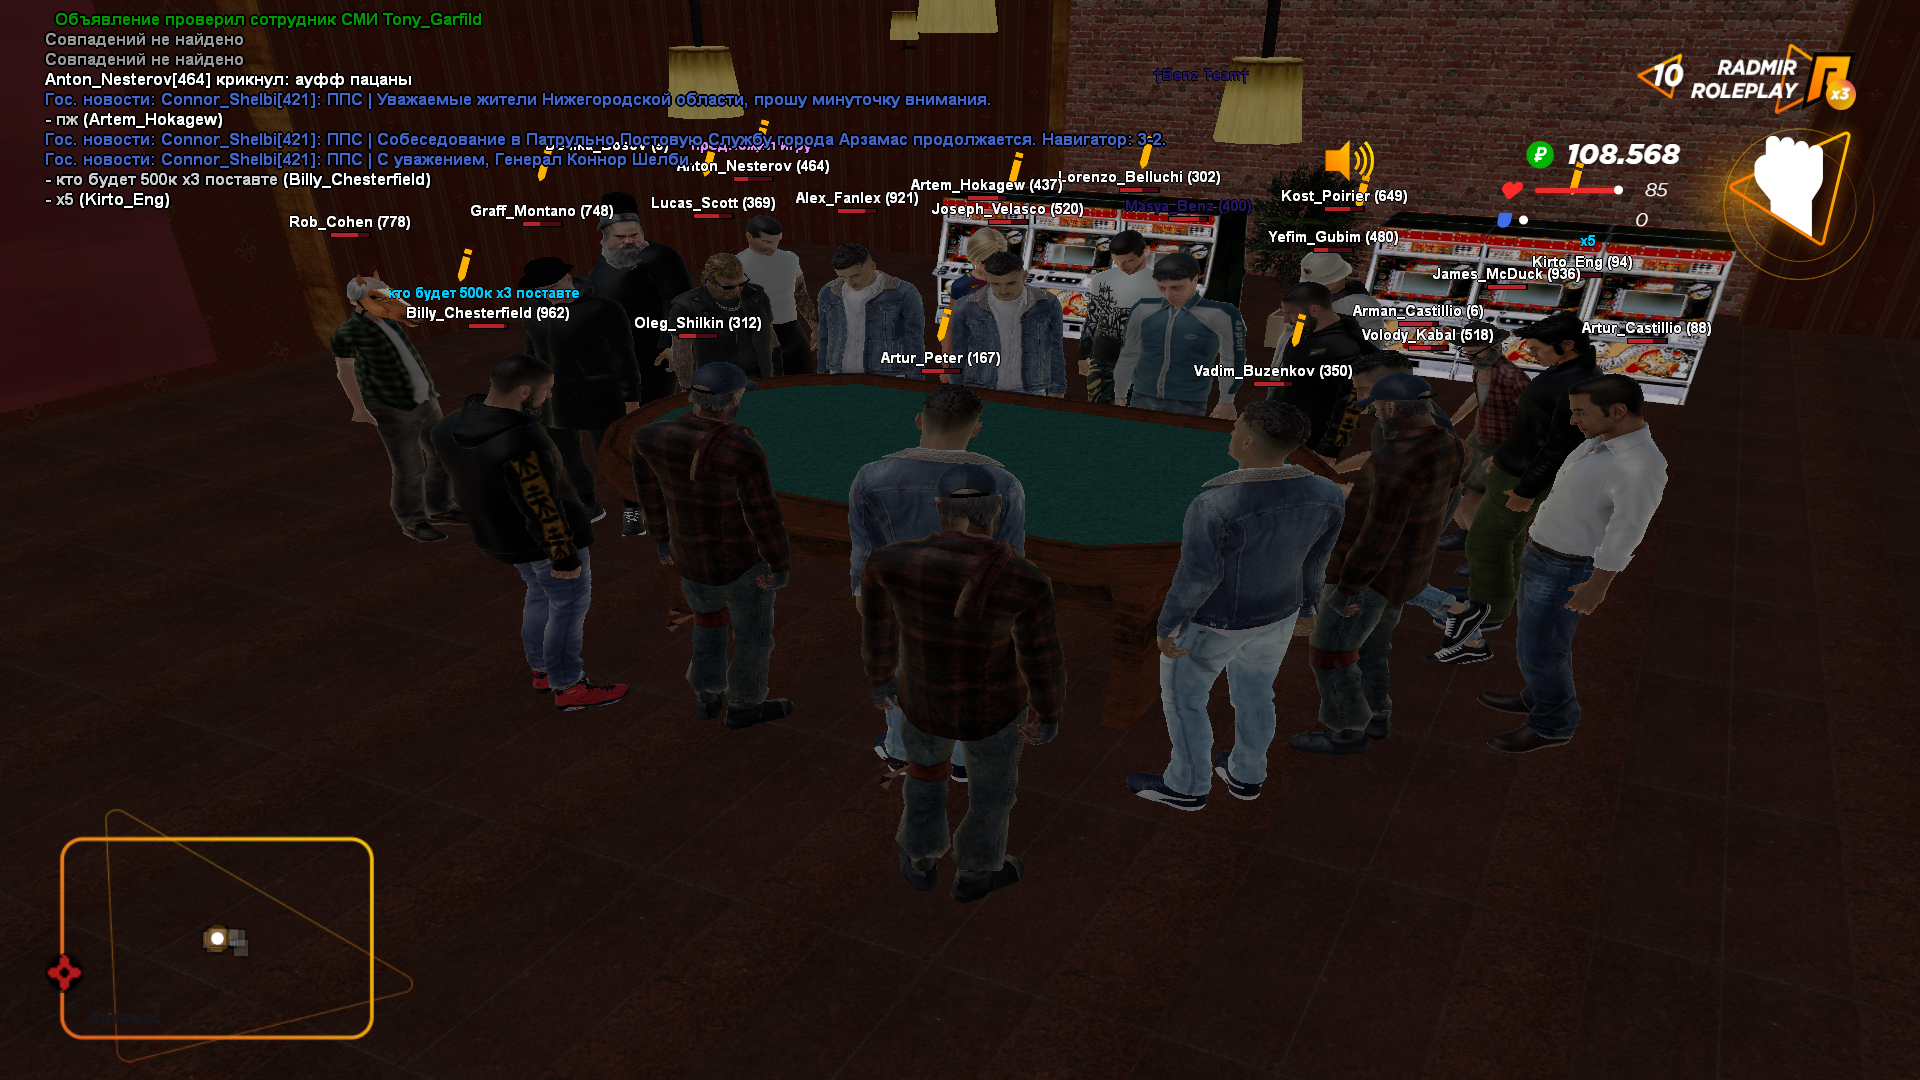 Объявление проверил сотрудник СМИ Tony_Garfild
Совпадений не найдено
Совпадений не найдено
Anton_Nesterov[464] крикнул: ауфф пацаны
Гос. новости: Connor_Shelbi[421]: ППС | Уважаемые жители Нижегородской области, прошу минуточку внимания.
- пж (Artem_Hokagew)
Гос. новости: Connor_Shelbi[421]: ППС | Собеседование в Патрульно-Постовую Службу города Арзамас продолжается. Навигатор: 3-2.
Гос. новости: Connor_Shelbi[421]: ППС | С уважением, Генерал Коннор Шелби.
- кто будет 500к х3 поставте (Billy_Chesterfield)
- х5 (Kirto_Eng)
†Benz Team†
10
RADMIR
ROLEPLAY
x3
108.568
85
0
Anton_Nesterov (464)
Lorenzo_Belluchi (302)
Artem_Hokagew (437)
Kost_Poirier (649)
Alex_Fanlex (921)
Lucas_Scott (369)
Masya_Benz (400)
Joseph_Velasco (520)
Graff_Montano (748)
Rob_Cohen (778)
Yefim_Gubim (480)
x5
Kirto_Eng (94)
James_McDuck (936)
кто будет 500к х3 поставте
Billy_Chesterfield (962)
Arman_Castillio (6)
Oleg_Shilkin (312)
Artur_Castillio (88)
Volody_Kabal (518)
Artur_Peter (167)
Vadim_Buzenkov (350)